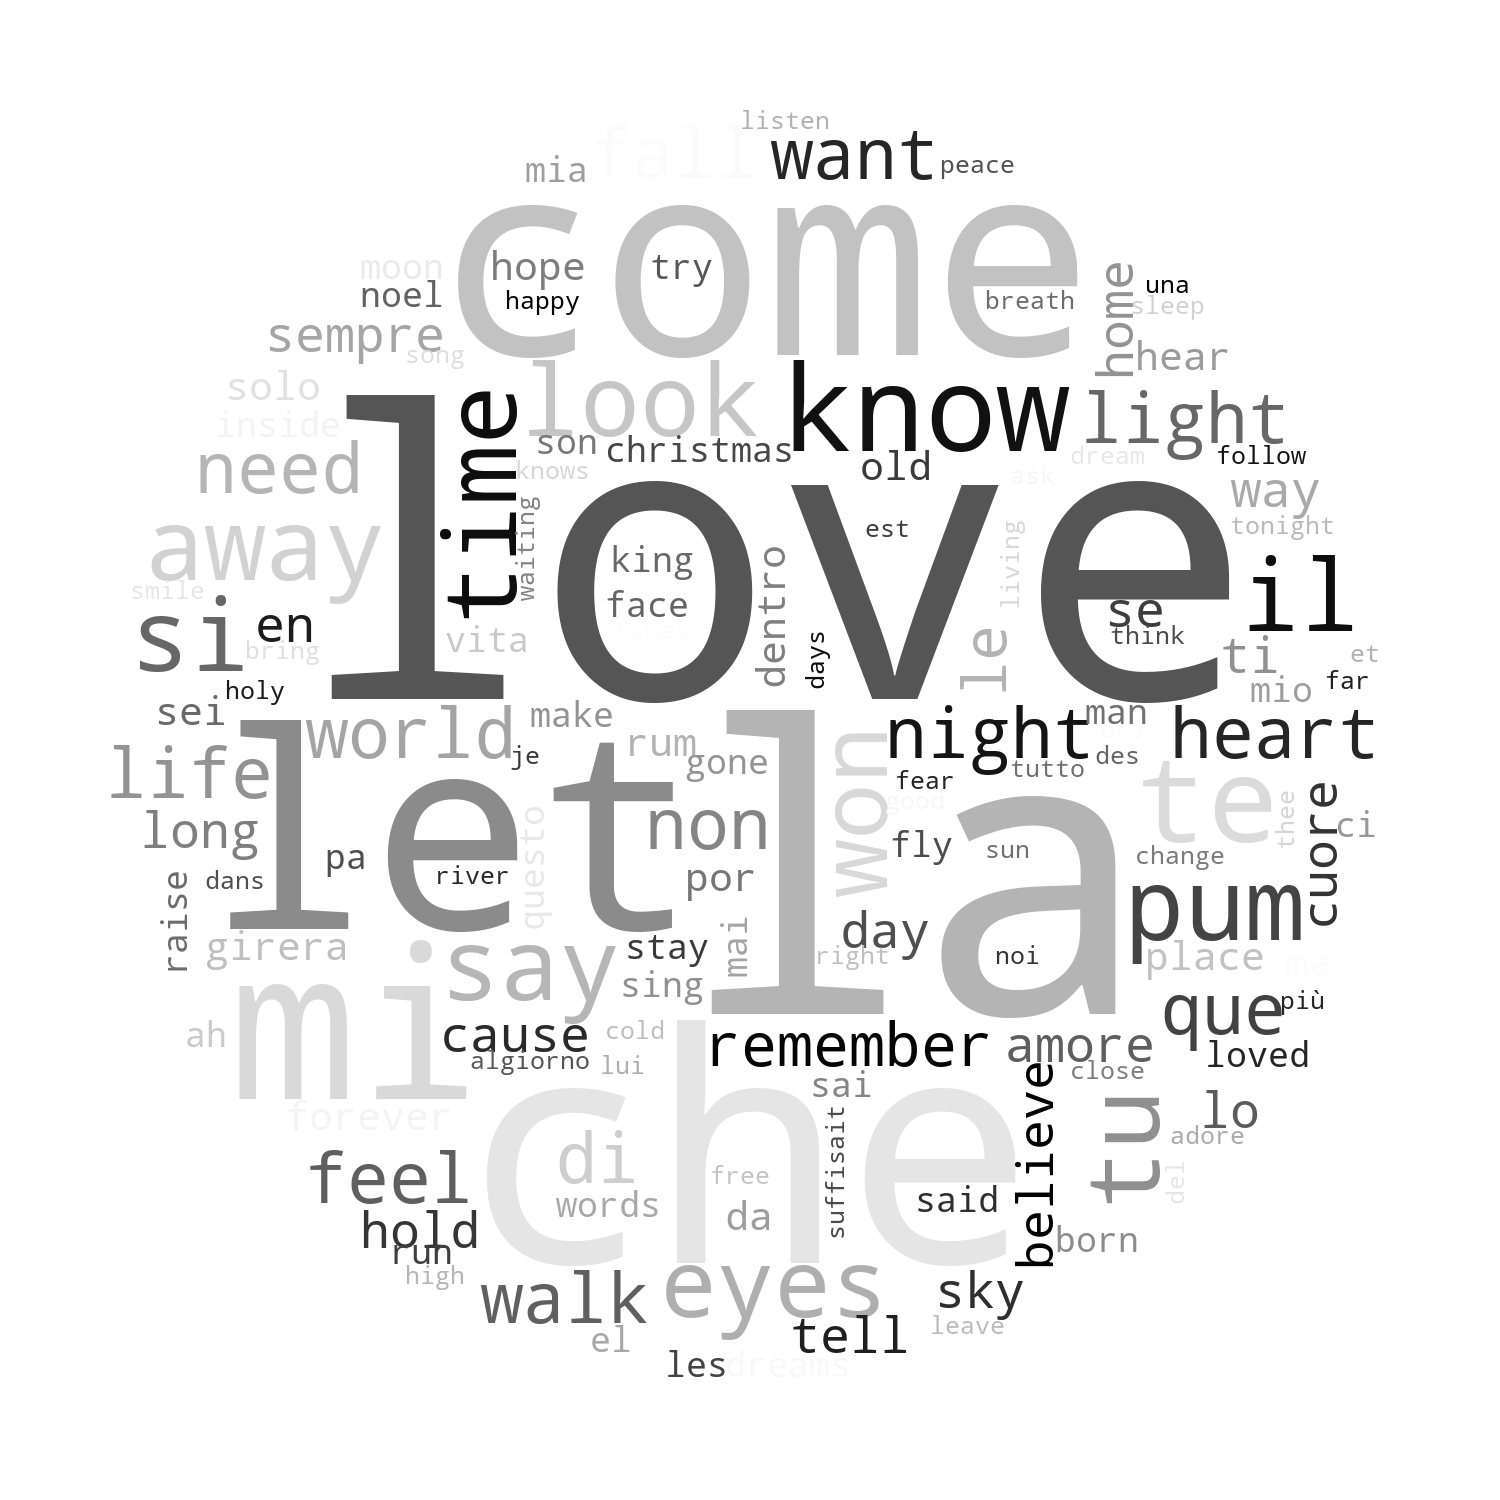 listen
fall
want
peace
mia
come
hope
try
moon
noel
happy
breath
home
una
sleep
sempre
song
hear
look
know
light
solo
inside
time
son
christmas
old
knows
dream
follow
need
love
ask
way
away
waiting
est
living
tonight
king
dentro
il
smile
face
times
se
si
en
vita
days
think
bring
le
ti
et
holy
mio
far
sei
world
make
la
night
man
heart
rum
won
life
let
je
gone
des
fear
tutto
te
long
non
good
thee
cuore
ci
questo
fly
sun
change
pa
river
por
pum
raise
dans
day
girera
say
stay
mai
right
noi
place
ma
mi
sing
que
più
ah
cause
cold
remember
amore
loved
algiorno
lui
che
close
sai
believe
tu
lo
forever
suffisait
adore
di
feel
free
del
words
da
said
hold
run
born
high
walk
eyes
sky
el
tell
leave
les
dreams